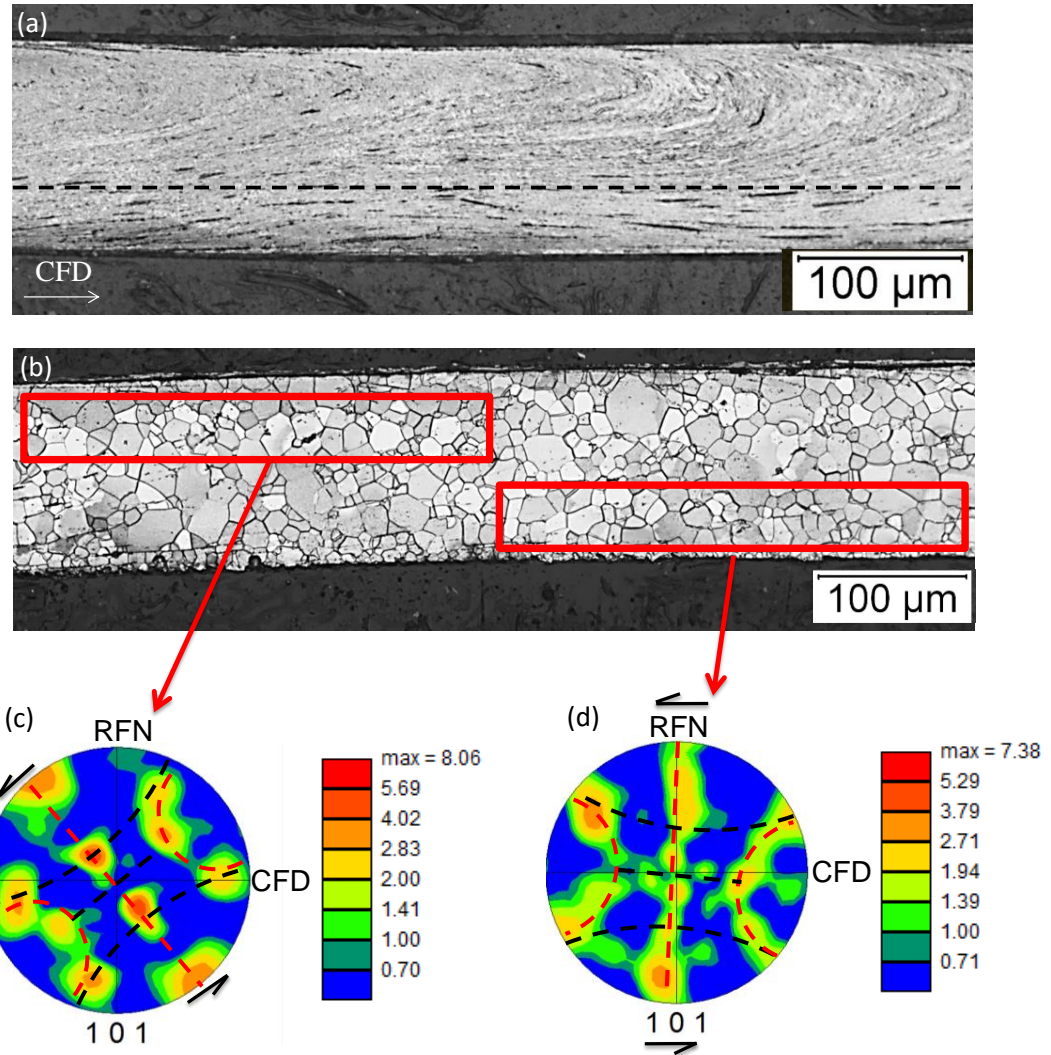 (a)
CFD
100 µm
(b)
100 µm
(c)
RFN
CFD
1 0 1
max = 8.06
5.69
4.02
2.83
2.00
1.41
1.00
0.70
(d)
RFN
CFD
1 0 1
max = 7.38
5.29
3.79
2.71
1.94
1.39
1.00
0.71